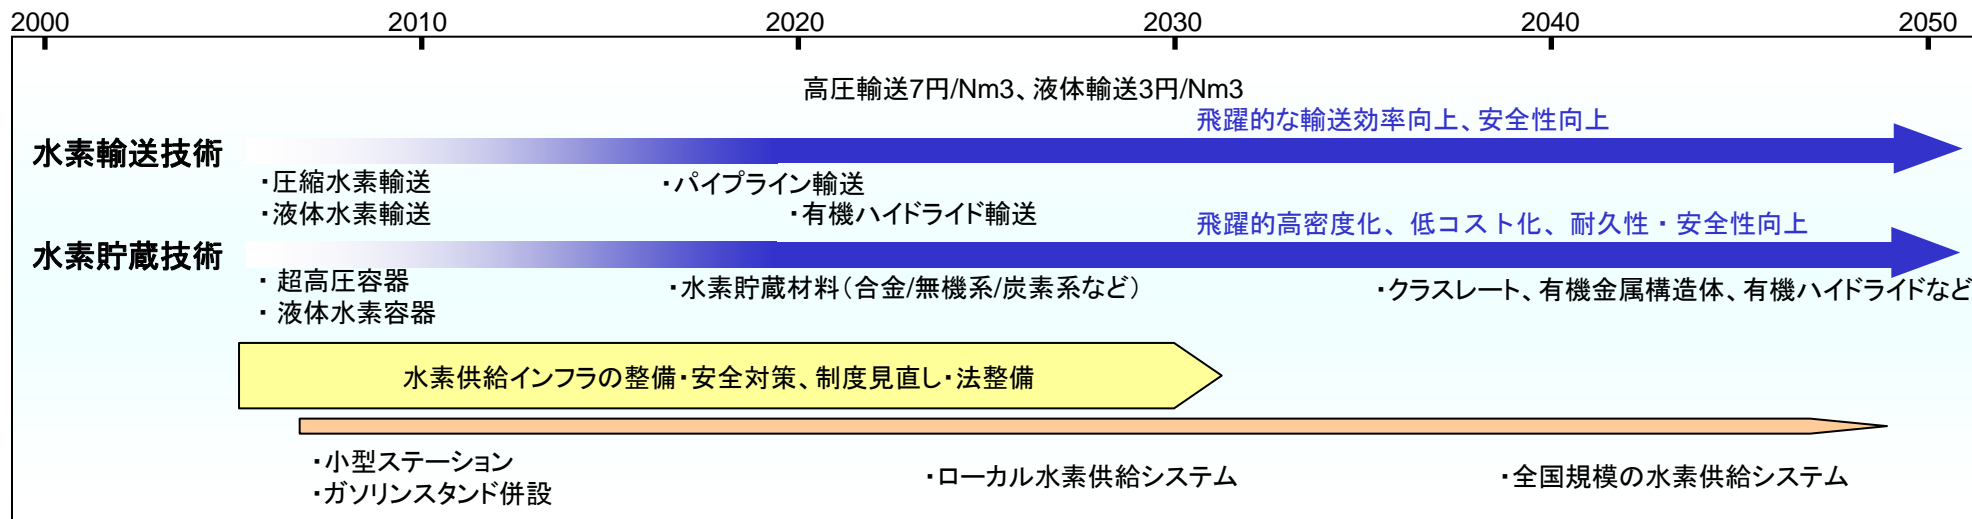 2000 2010 2020 2030 2040 2050
高圧輸送7円/Nm3、液体輸送3円/Nm3
飛躍的な輸送効率向上、安全性向上
水素輸送技術
・圧縮水素輸送
・パイプライン輸送
・液体水素輸送
・有機ハイドライド輸送
飛躍的高密度化、低コスト化、耐久性・安全性向上
水素貯蔵技術
・超高圧容器
・水素貯蔵材料(合金/無機系/炭素系など)
・クラスレート、有機金属構造体、有機ハイドライドなど
・液体水素容器
水素供給インフラの整備・安全対策、制度見直し・法整備
・小型ステーション
・ガソリンスタンド併設
・ローカル水素供給システム
・全国規模の水素供給システム